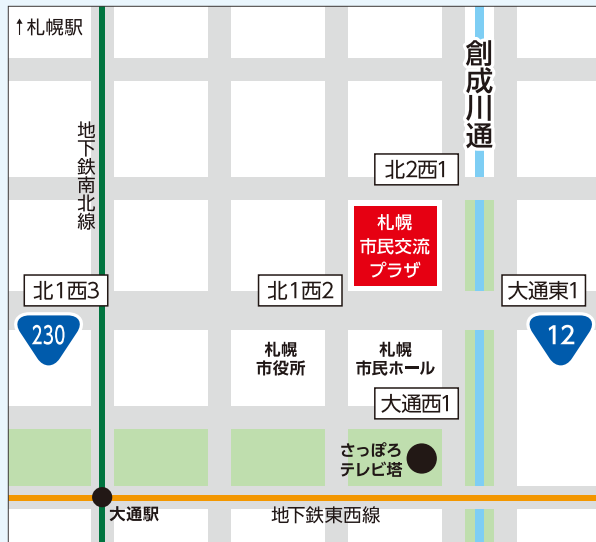 ↑札幌駅
創成川通
地下鉄南北線
北2西1
札幌
市民交流
プラザ
北1西3
北1西2
大通東1
230
12
札幌
市役所
札幌
市民ホール
大通西1
さっぽろ
テレビ塔
大通駅
地下鉄東西線